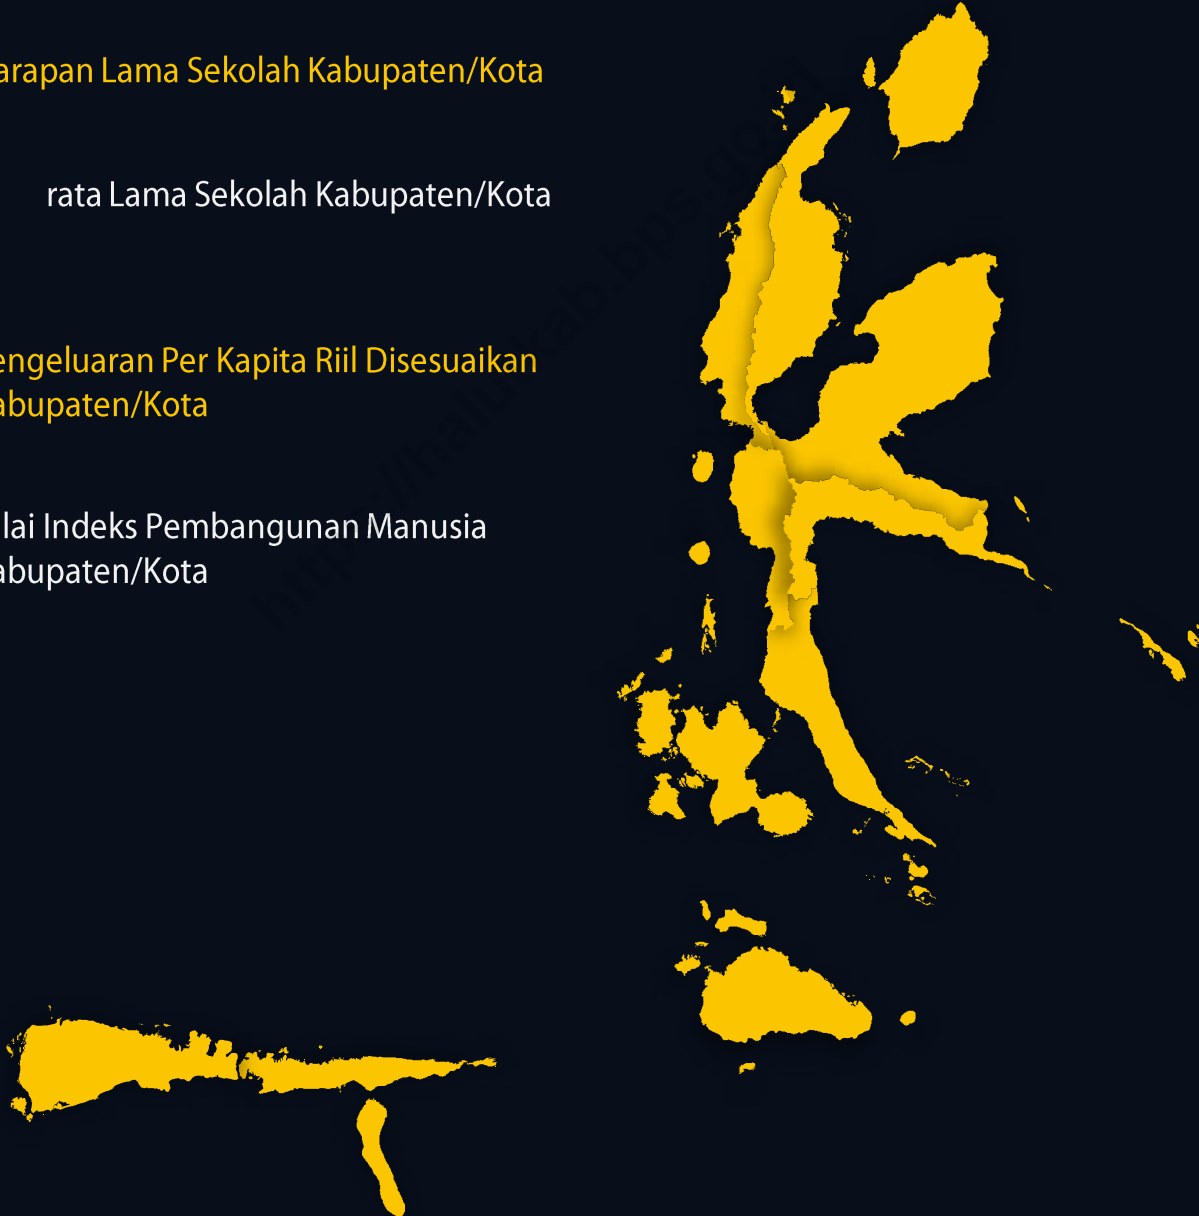 arapan Lama Sekolah Kabupaten/Kota
rata Lama Sekolah Kabupaten/Kota
engeluaran Per Kapita Riil Disesuaikan
abupaten/Kota
lai Indeks Pembangunan Manusia
abupaten/Kota